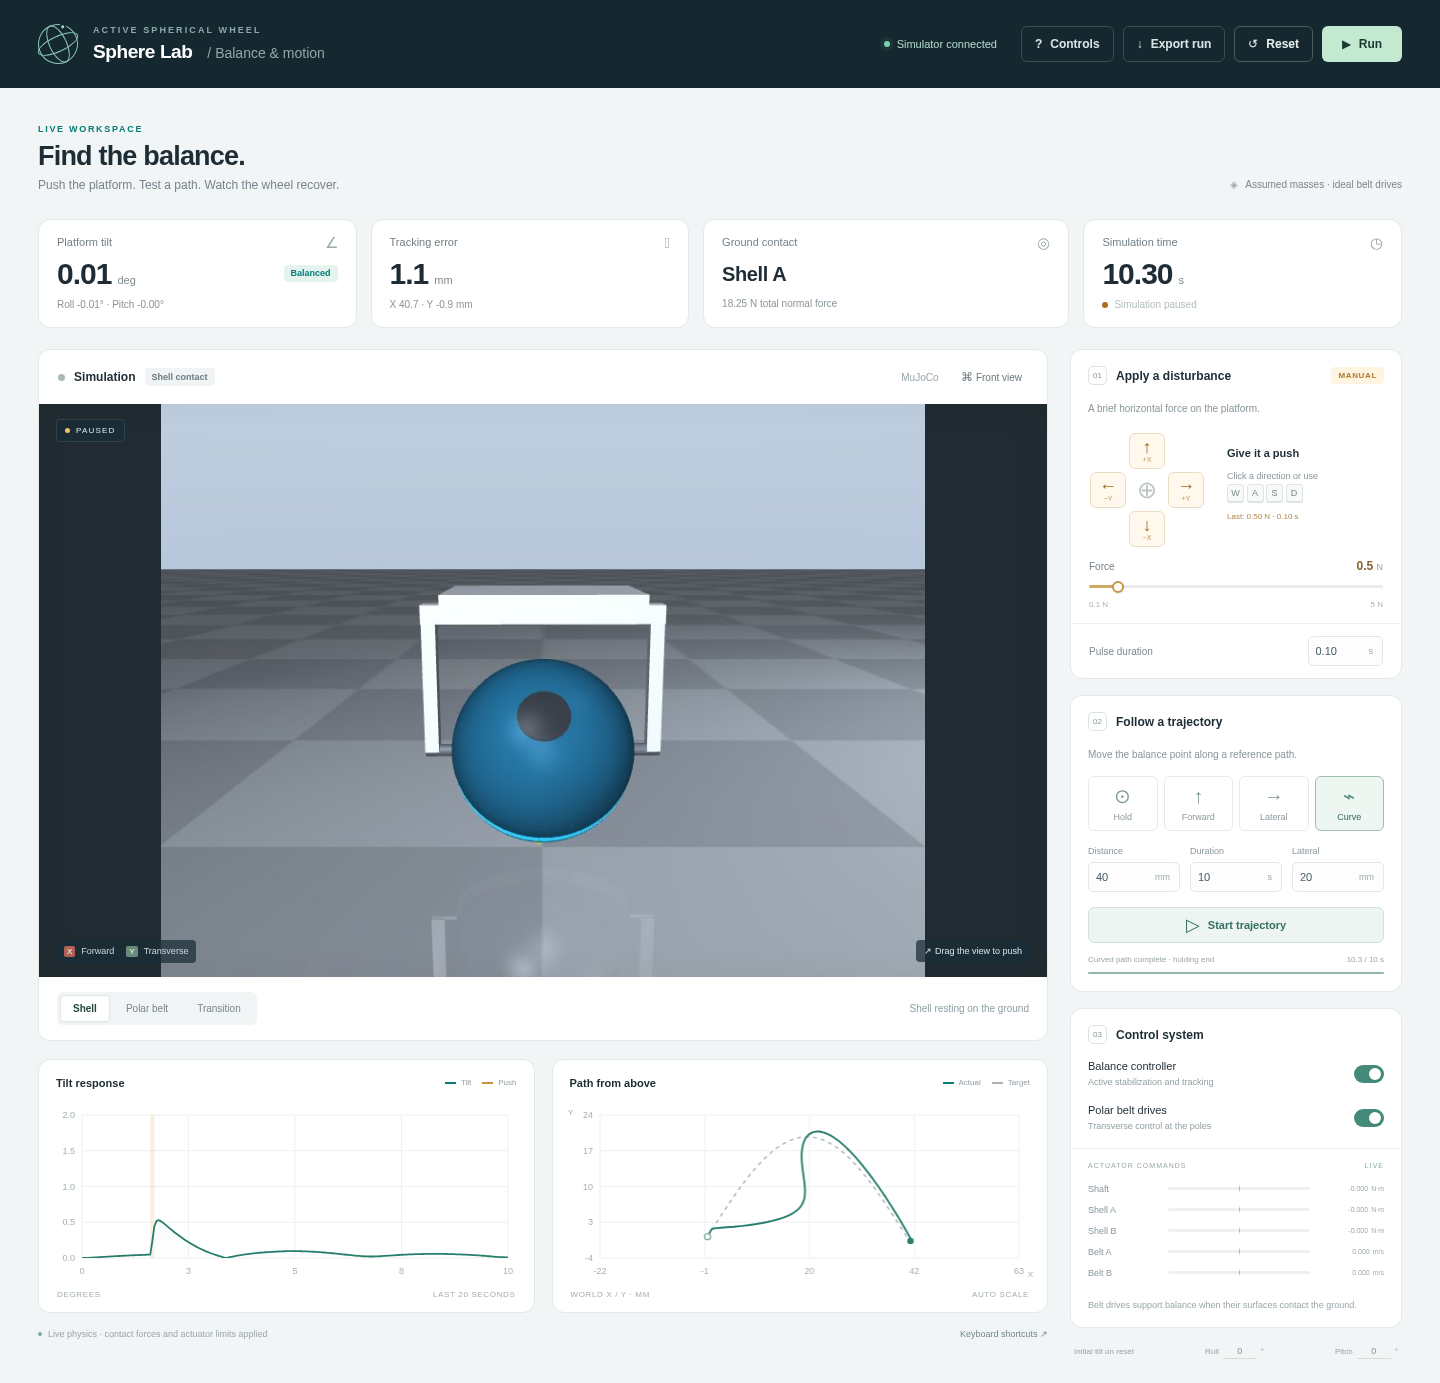 ACTIVE SPHERICAL WHEEL
Sphere Lab / Balance & motion
Simulator connected
? Controls
↓ Export run
↺ Reset
▶ Run
LIVE WORKSPACE
Find the balance.
Push the platform. Test a path. Watch the wheel recover.
◈ Assumed masses · ideal belt drives
Platform tilt
0.01 deg
Balanced
Roll -0.01° · Pitch -0.00°
Tracking error
1.1 mm
X 40.7 · Y -0.9 mm
Ground contact
Shell A
18.25 N total normal force
Simulation time
10.30 s
Simulation paused
Simulation
Shell contact
MuJoCo
⌘ Front view
PAUSED
X Forward Y Transverse
↗ Drag the view to push
Shell
Polar belt
Transition
Shell resting on the ground
Tilt response
Tilt
Push
2.0
1.5
1.0
0.5
0.0
0
3
5
8
10
DEGREES
LAST 20 SECONDS
Path from above
Actual
Target
Y
24
17
10
3
-4
-22
-1
20
42
63
X
WORLD X / Y · MM
AUTO SCALE
Live physics · contact forces and actuator limits applied
Keyboard shortcuts ↗
01 Apply a disturbance
MANUAL
A brief horizontal force on the platform.
↑
+X
←
−Y
→
+Y
↓
−X
Give it a push
Click a direction or use
W A S D
Last: 0.50 N · 0.10 s
Force
0.5 N
0.1 N
5 N
Pulse duration
0.10 s
02 Follow a trajectory
Move the balance point along a reference path.
Hold
Forward
Lateral
Curve
Distance
Duration
Lateral
40 mm
10 s
20 mm
▷ Start trajectory
Curved path complete · holding end
10.3 / 10 s
03 Control system
Balance controller
Active stabilization and tracking
Polar belt drives
Transverse control at the poles
ACTUATOR COMMANDS
LIVE
Shaft -0.000 N·m
Shell A -0.000 N·m
Shell B -0.000 N·m
Belt A 0.000 m/s
Belt B 0.000 m/s
Belt drives support balance when their surfaces contact the ground.
Initial tilt on reset
Roll 0 °
Pitch 0 °